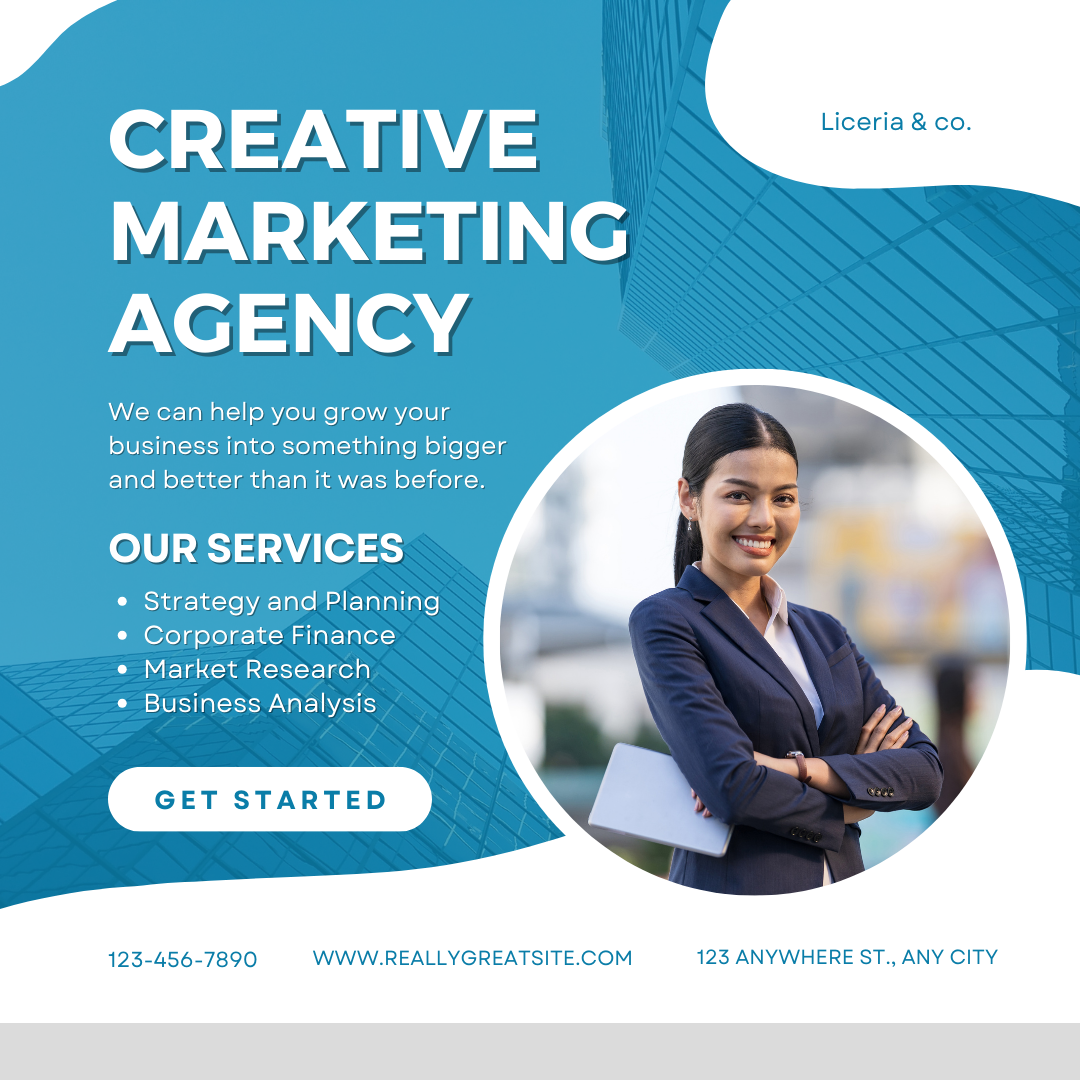 Liceria & co.
CREATIVE
MARKETING
AGENCY
We can help you grow your
business into something bigger
and better than it was before.
OUR SERVICES
• Strategy and Planning
• Corporate Finance
• Market Research
• Business Analysis
GET STARTED
123-456-7890
WWW.REALLYGREATSITE.COM
123 ANYWHERE ST., ANY CITY